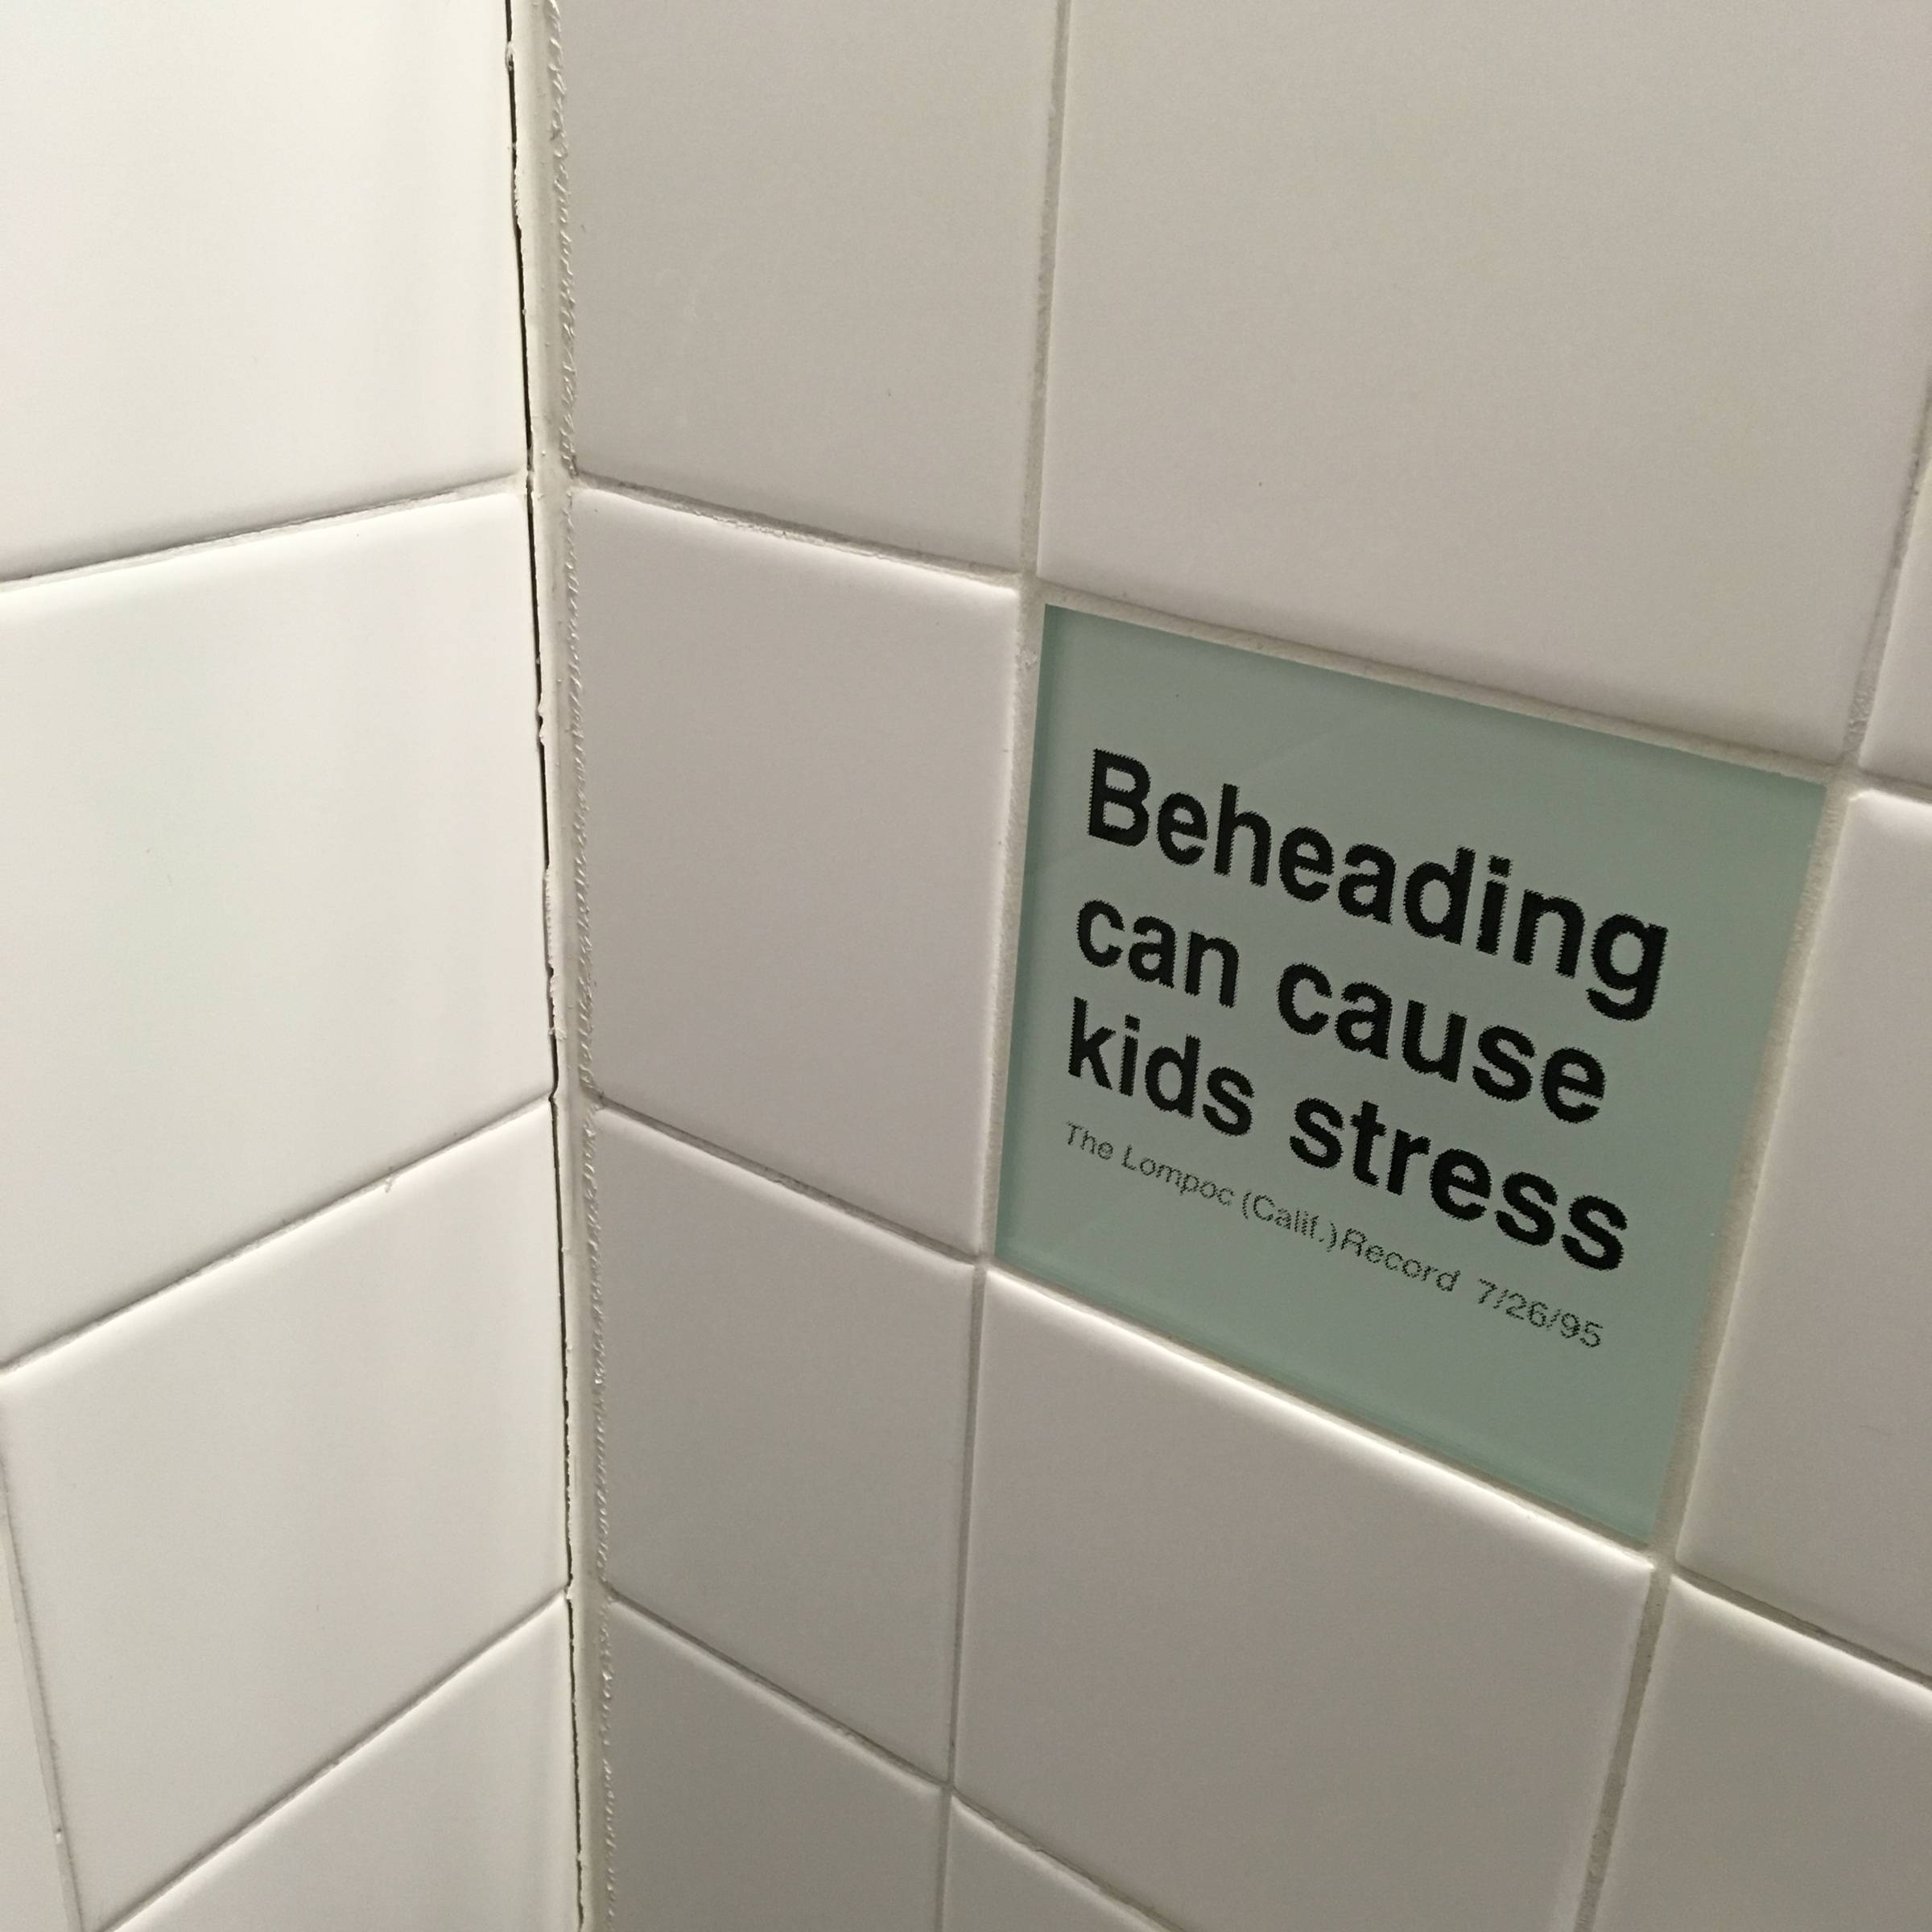 Beheading
can cause
kids stress
The Lompoc (Calif.) Record 7/26/95